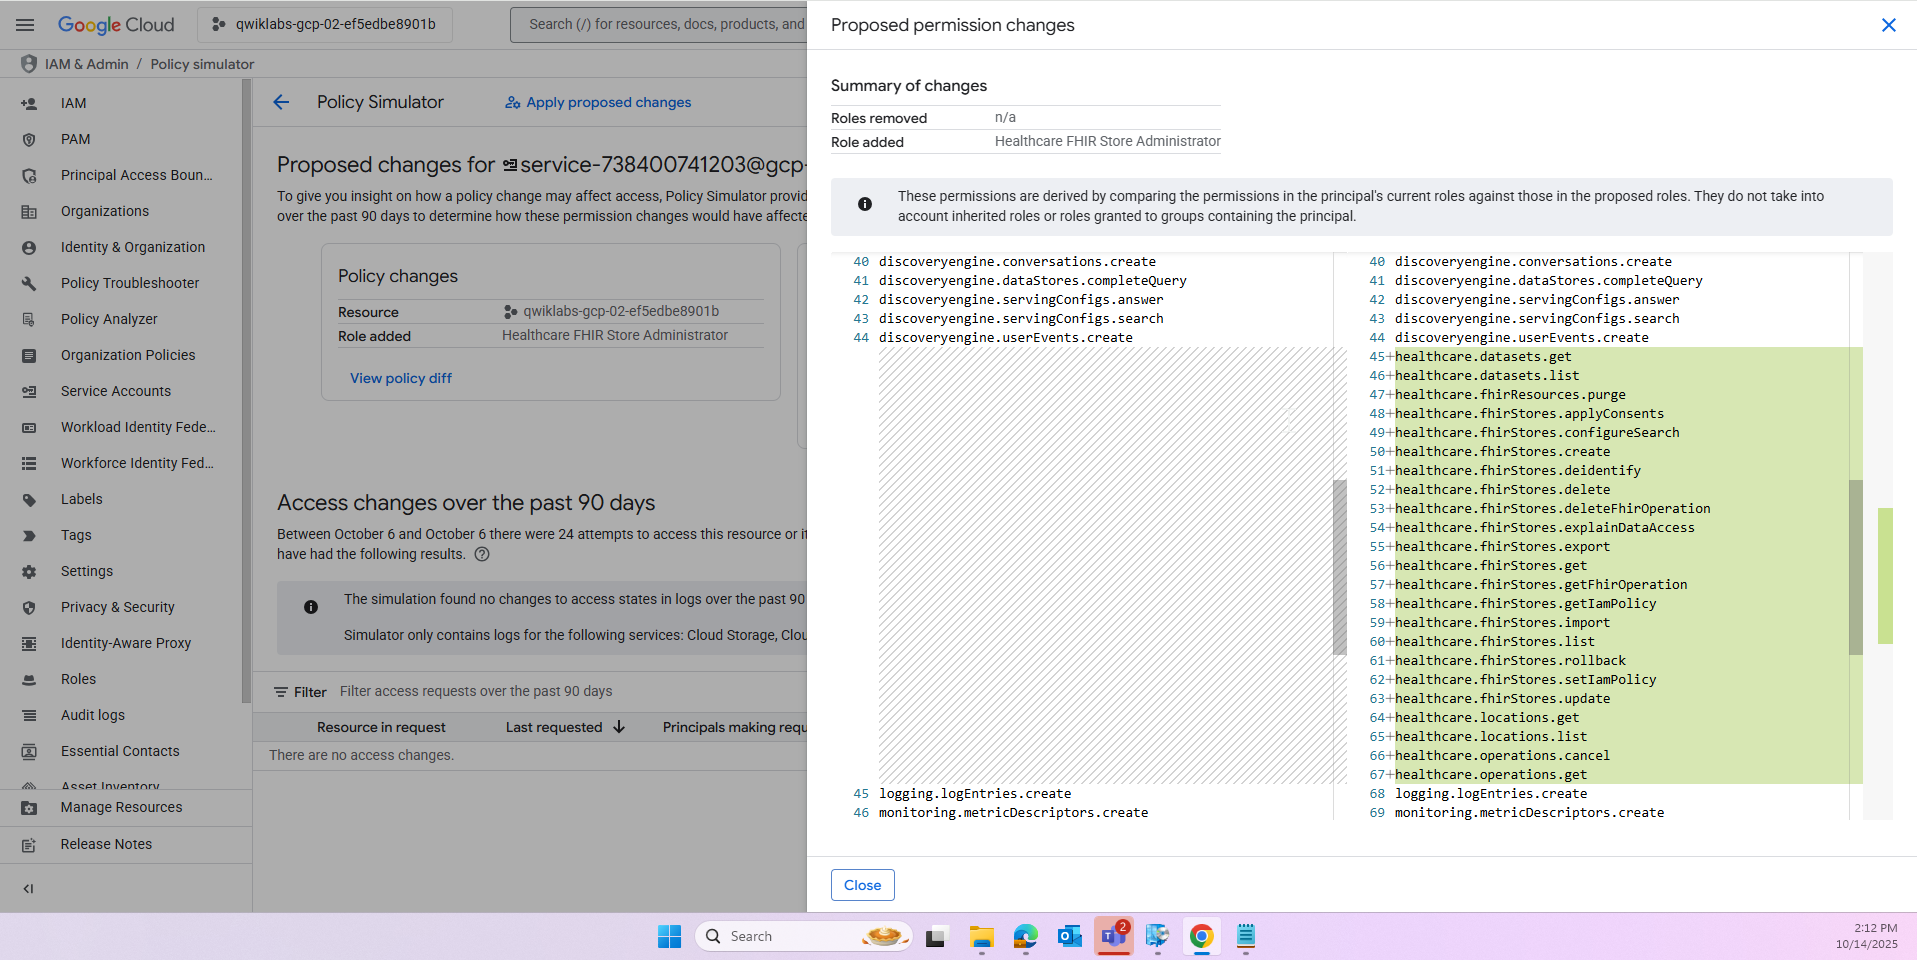 Google Cloud
qwiklabs-gcp-02-ef5edbe8901b
Search (/) for resources, docs, products, and
IAM & Admin / Policy simulator
IAM
PAM
Principal Access Boun...
Organizations
Identity & Organization
Policy Troubleshooter
Policy Analyzer
Organization Policies
Service Accounts
Workload Identity Fede...
Workforce Identity Fed...
Labels
Tags
Settings
Privacy & Security
Identity-Aware Proxy
Roles
Audit logs
Essential Contacts
Asset Inventory
Manage Resources
Release Notes
Policy Simulator
Apply proposed changes
Proposed changes for service-738400741203@gcp-
To give you insight on how a policy change may affect access, Policy Simulator provid
over the past 90 days to determine how these permission changes would have affecte
Policy changes
Resource qwiklabs-gcp-02-ef5edbe8901b
Role added Healthcare FHIR Store Administrator
View policy diff
Access changes over the past 90 days
Between October 6 and October 6 there were 24 attempts to access this resource or it
have had the following results.
The simulation found no changes to access states in logs over the past 90
Simulator only contains logs for the following services: Cloud Storage, Clou
Filter Filter access requests over the past 90 days
Resource in request Last requested Principals making requ
There are no access changes.
Proposed permission changes
Summary of changes
Roles removed n/a
Role added Healthcare FHIR Store Administrator
These permissions are derived by comparing the permissions in the principal's current roles against those in the proposed roles. They do not take into
account inherited roles or roles granted to groups containing the principal.
40 discoveryengine.conversations.create
41 discoveryengine.dataStores.completeQuery
42 discoveryengine.servingConfigs.answer
43 discoveryengine.servingConfigs.search
44 discoveryengine.userEvents.create
45 logging.logEntries.create
46 monitoring.metricDescriptors.create
40 discoveryengine.conversations.create
41 discoveryengine.dataStores.completeQuery
42 discoveryengine.servingConfigs.answer
43 discoveryengine.servingConfigs.search
44 discoveryengine.userEvents.create
45+healthcare.datasets.get
46+healthcare.datasets.list
47+healthcare.fhirResources.purge
48+healthcare.fhirStores.applyConsents
49+healthcare.fhirStores.configureSearch
50+healthcare.fhirStores.create
51+healthcare.fhirStores.deidentify
52+healthcare.fhirStores.delete
53+healthcare.fhirStores.deleteFhirOperation
54+healthcare.fhirStores.explainDataAccess
55+healthcare.fhirStores.export
56+healthcare.fhirStores.get
57+healthcare.fhirStores.getFhirOperation
58+healthcare.fhirStores.getIamPolicy
59+healthcare.fhirStores.import
60+healthcare.fhirStores.list
61+healthcare.fhirStores.rollback
62+healthcare.fhirStores.setIamPolicy
63+healthcare.fhirStores.update
64+healthcare.locations.get
65+healthcare.locations.list
66+healthcare.operations.cancel
67+healthcare.operations.get
68 logging.logEntries.create
69 monitoring.metricDescriptors.create
Close
Search
2
2:12 PM
10/14/2025